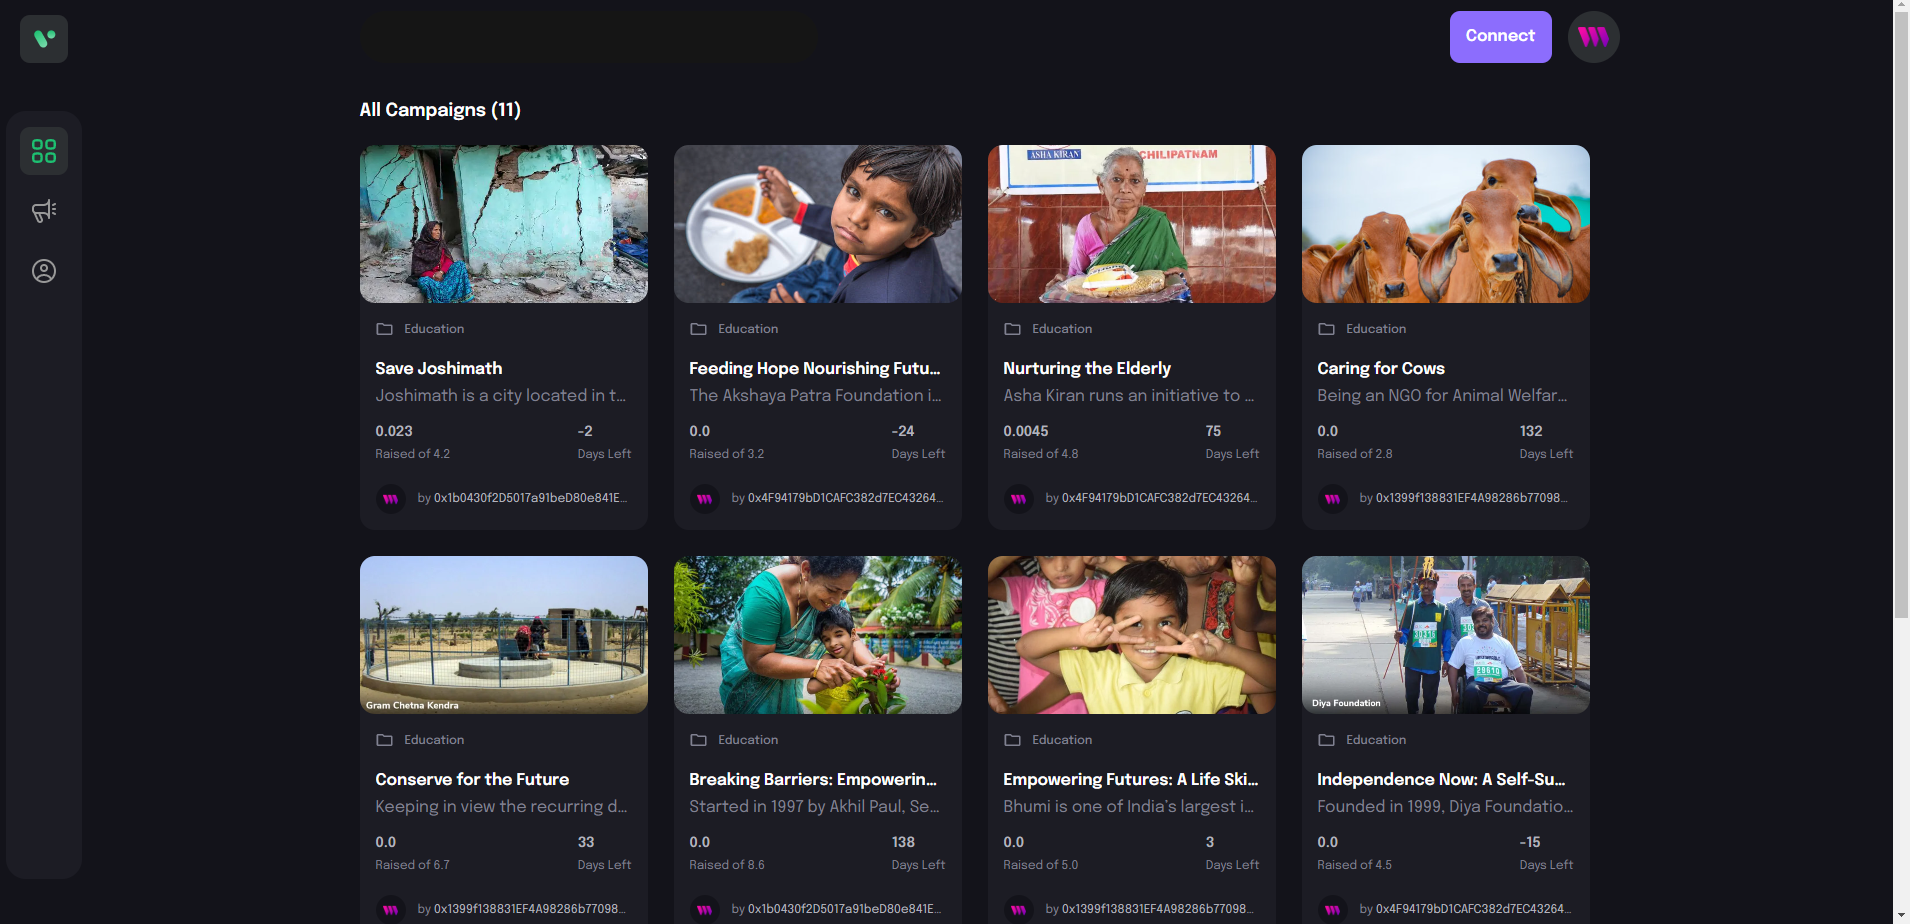 Connect
All Campaigns (11)
ASHA KIRAN
CHILIPATNAM
Education
Education
Education
Education
Save Joshimath
Feeding Hope Nourishing Futu...
Nurturing the Elderly
Caring for Cows
Joshimath is a city located in t...
The Akshaya Patra Foundation i...
Asha Kiran runs an initiative to ...
Being an NGO for Animal Welfar...
0.023
-2
0.0
-24
0.0045
75
0.0
132
Raised of 4.2
Days Left
Raised of 3.2
Days Left
Raised of 4.8
Days Left
Raised of 2.8
Days Left
by 0x1b0430f2D5017a91beD80e841E...
by 0x4F94179bD1CAFC382d7EC43264...
by 0x4F94179bD1CAFC382d7EC43264...
by 0x1399f138831EF4A98286b77098...
30316
28610
Gram Chetna Kendra
Diya Foundation
Education
Education
Education
Education
Conserve for the Future
Breaking Barriers: Empowerin...
Empowering Futures: A Life Ski...
Independence Now: A Self-Su...
Keeping in view the recurring d...
Started in 1997 by Akhil Paul, Se...
Bhumi is one of India's largest i...
Founded in 1999, Diya Foundatio...
0.0
33
0.0
138
0.0
3
0.0
-15
Raised of 6.7
Days Left
Raised of 8.6
Days Left
Raised of 5.0
Days Left
Raised of 4.5
Days Left
by 0x1399f138831EF4A98286b77098...
by 0x1b0430f2D5017a91beD80e841E...
by 0x1399f138831EF4A98286b77098...
by 0x4F94179bD1CAFC382d7EC43264...